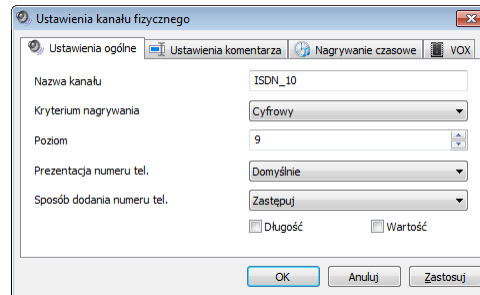 Ustawienia kanału fizycznego
Ustawienia ogólne Ustawienia komentarza Nagrywanie czasowe VOX
Nazwa kanału ISDN_10
Kryterium nagrywania Cyfrowy
Poziom 9
Prezentacja numeru tel. Domyślnie
Sposób dodania numeru tel. Zastępuj
Długość Wartość
OK Anuluj Zastosuj